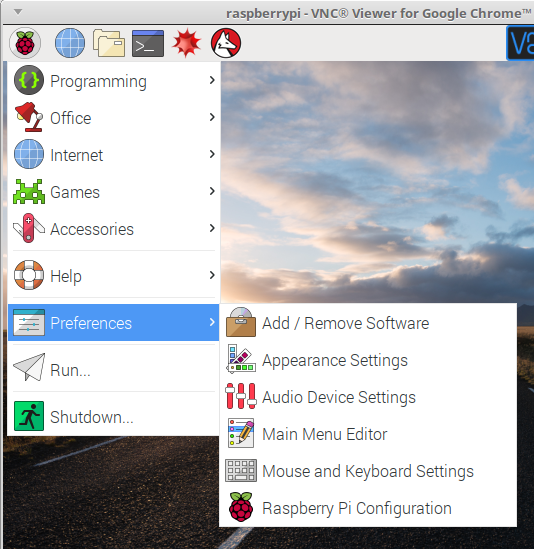 raspberrypi - VNC® Viewer for Google Chrome™
Programming
Office
Internet
Games
Accessories
Help
Preferences
Run...
Shutdown...
Add / Remove Software
Appearance Settings
Audio Device Settings
Main Menu Editor
Mouse and Keyboard Settings
Raspberry Pi Configuration